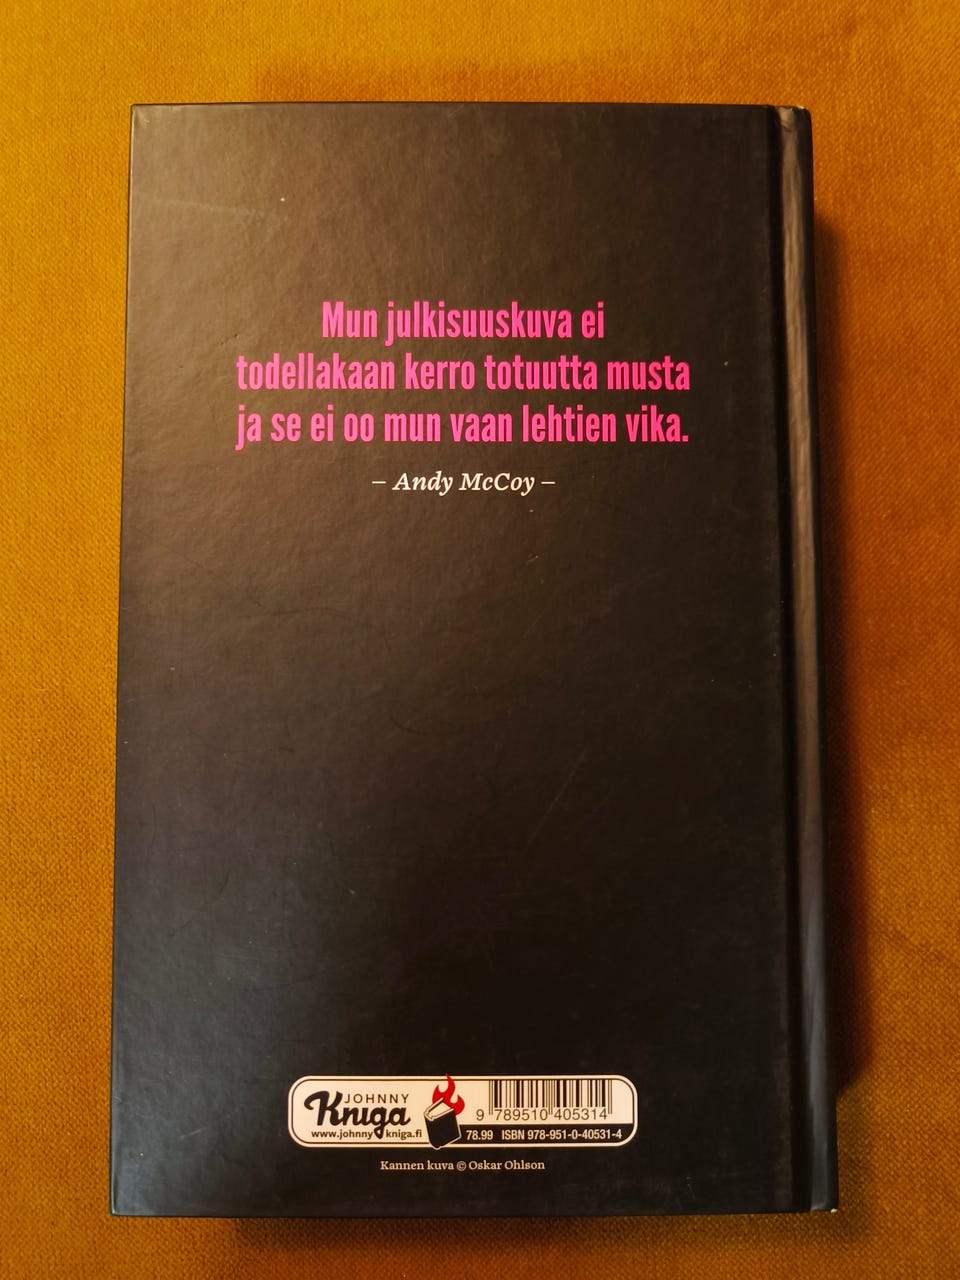 Mun julkisuuskuva ei
todellakaan kerro totuutta musta
ja se ei oo mun vaan lehtien vika.
– Andy McCoy –
JOHNNY
Kniga
www.johnnykniga.fi
9 789510 405314
78.99 ISBN 978-951-0-40531-4
Kannen kuva © Oskar Ohlson